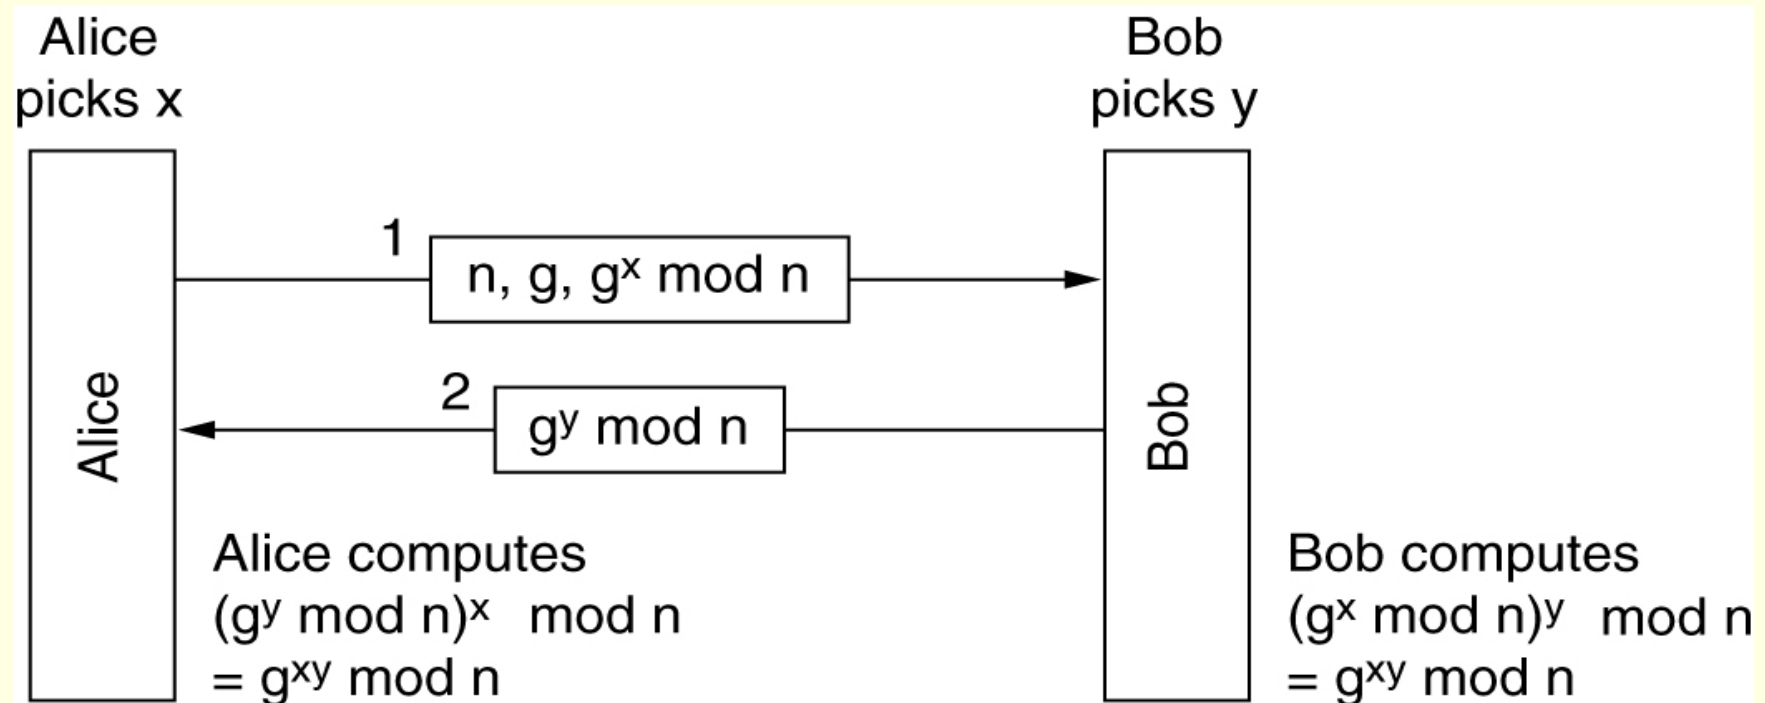 Alice
picks x
Bob
picks y
1
n, g, gˣ mod n
2
gʸ mod n
Alice
Bob
Alice computes
(gʸ mod n)ˣ mod n
= gˣʸ mod n
Bob computes
(gˣ mod n)ʸ mod n
= gˣʸ mod n